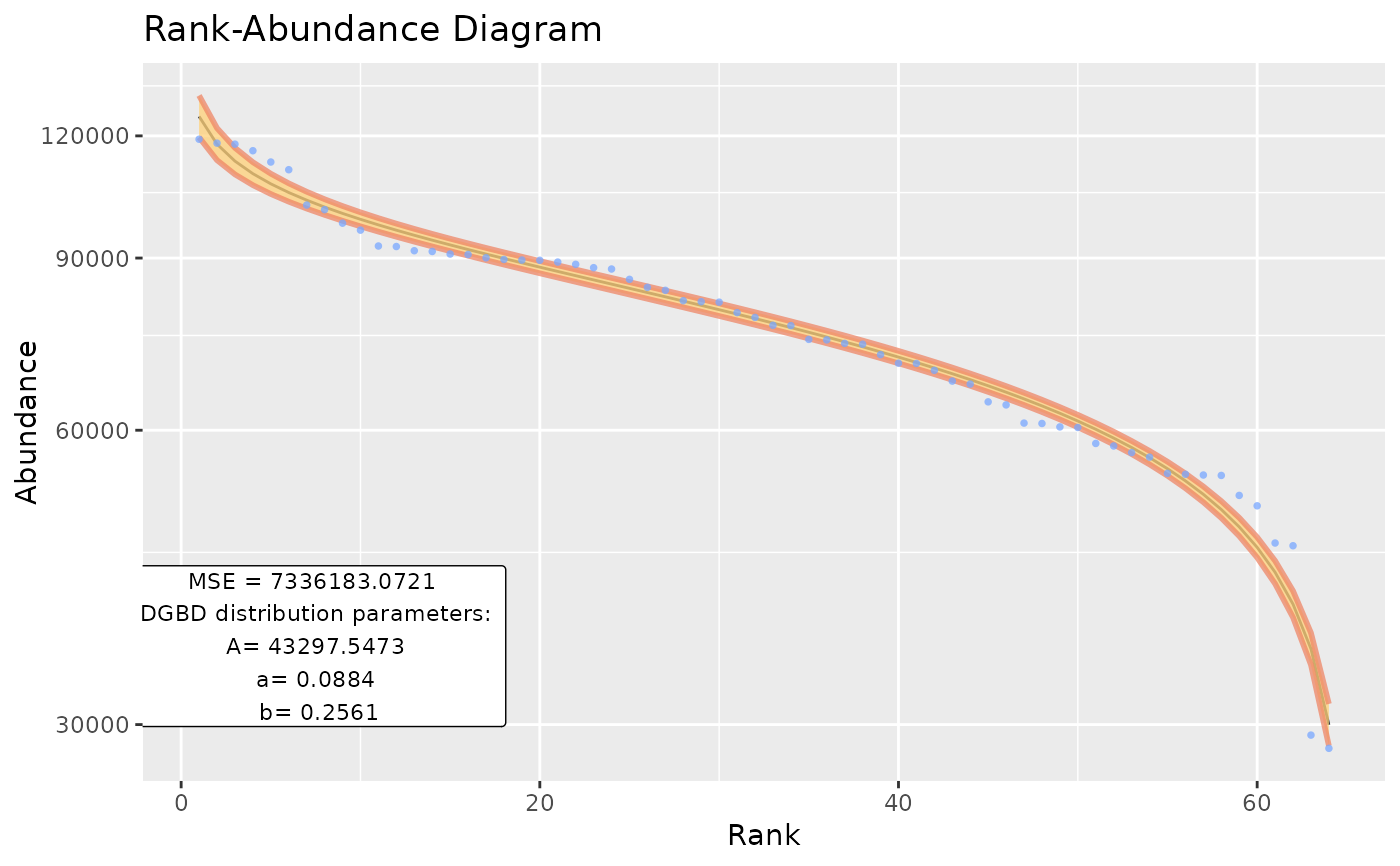 Rank-Abundance Diagram
Abundance
120000
90000
60000
30000
MSE = 7336183.0721
DGBD distribution parameters:
A= 43297.5473
a= 0.0884
b= 0.2561
0 20 40 60
Rank